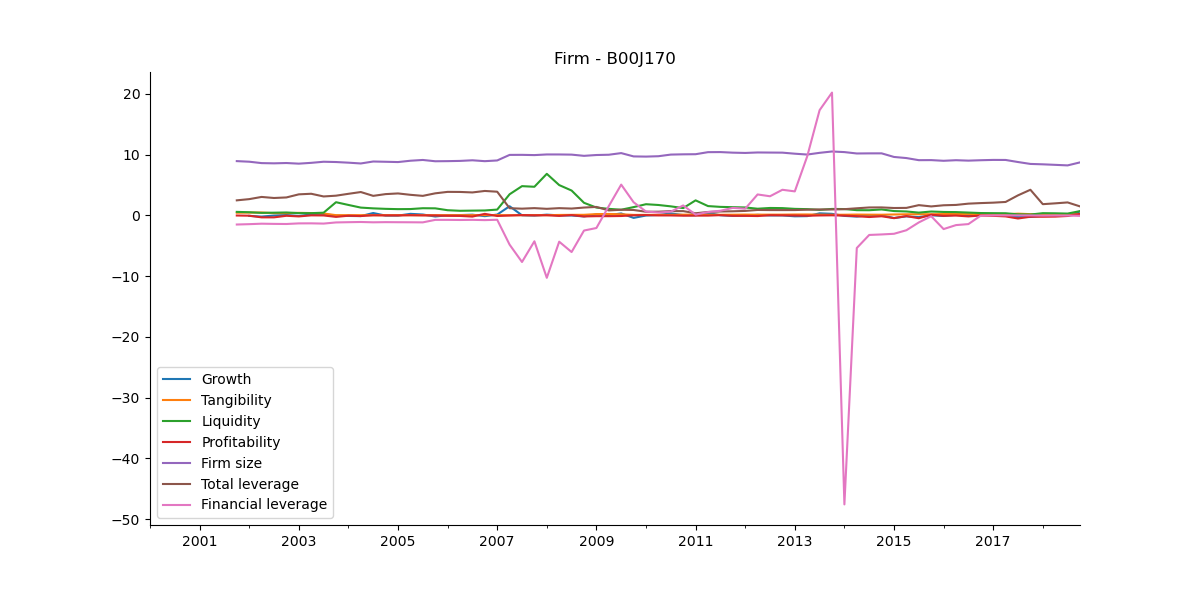 Firm - B00J170
20
10
0
−10
−20
−30
−40
−50
Growth
Tangibility
Liquidity
Profitability
Firm size
Total leverage
Financial leverage
2001 2003 2005 2007 2009 2011 2013 2015 2017